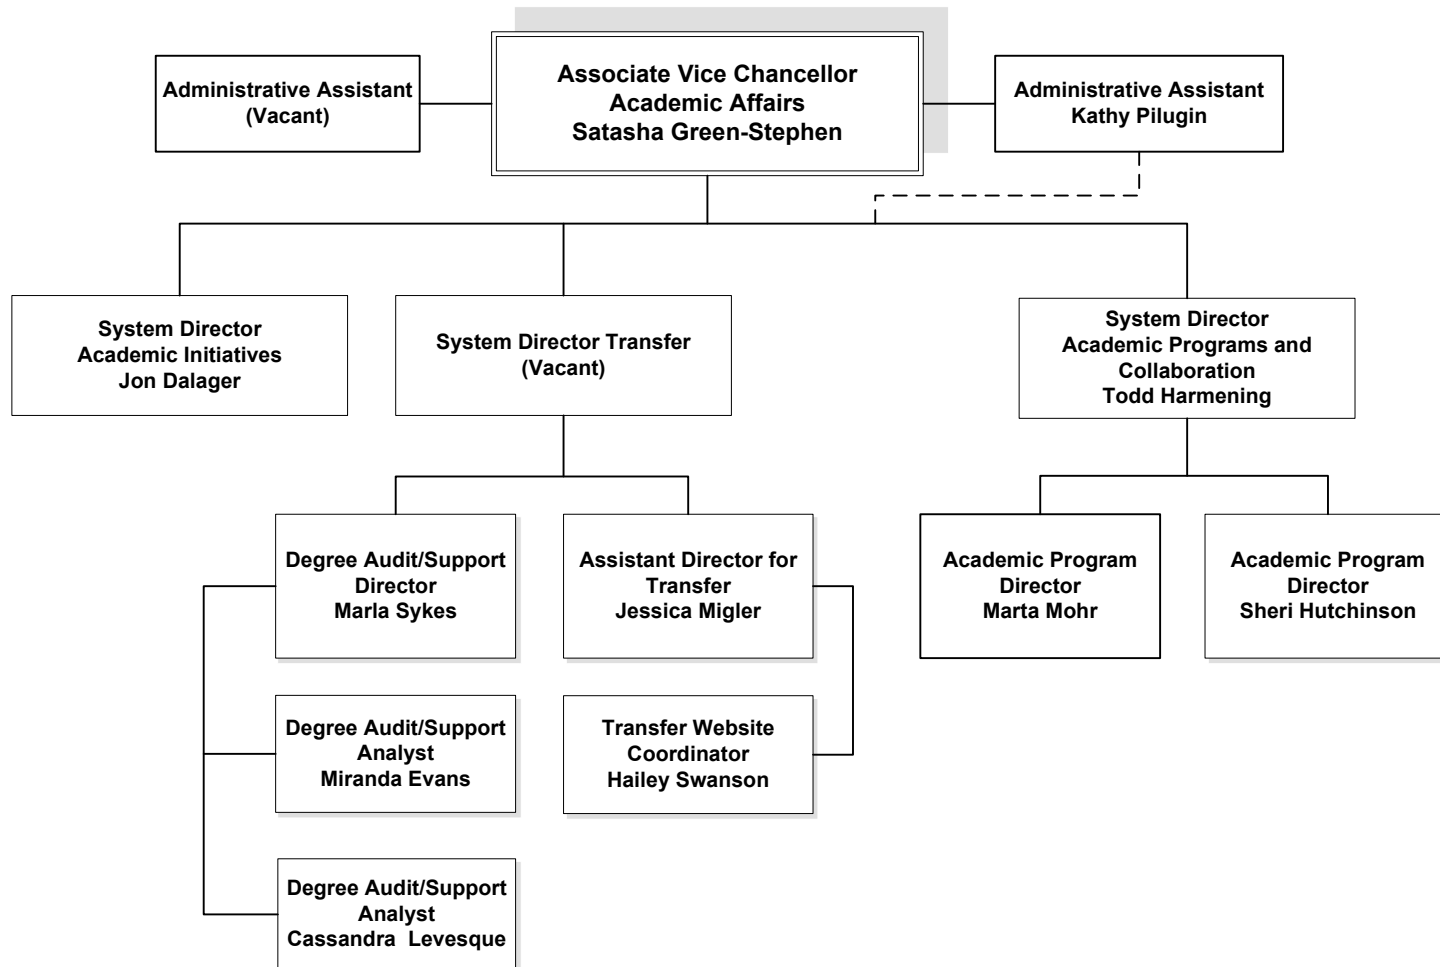 Administrative Assistant
(Vacant)
Associate Vice Chancellor
Academic Affairs
Satasha Green-Stephen
Administrative Assistant
Kathy Pilugin
System Director
Academic Initiatives
Jon Dalager
System Director Transfer
(Vacant)
System Director
Academic Programs and
Collaboration
Todd Harmening
Degree Audit/Support
Director
Marla Sykes
Assistant Director for
Transfer
Jessica Migler
Academic Program
Director
Marta Mohr
Academic Program
Director
Sheri Hutchinson
Degree Audit/Support
Analyst
Miranda Evans
Transfer Website
Coordinator
Hailey Swanson
Degree Audit/Support
Analyst
Cassandra  Levesque